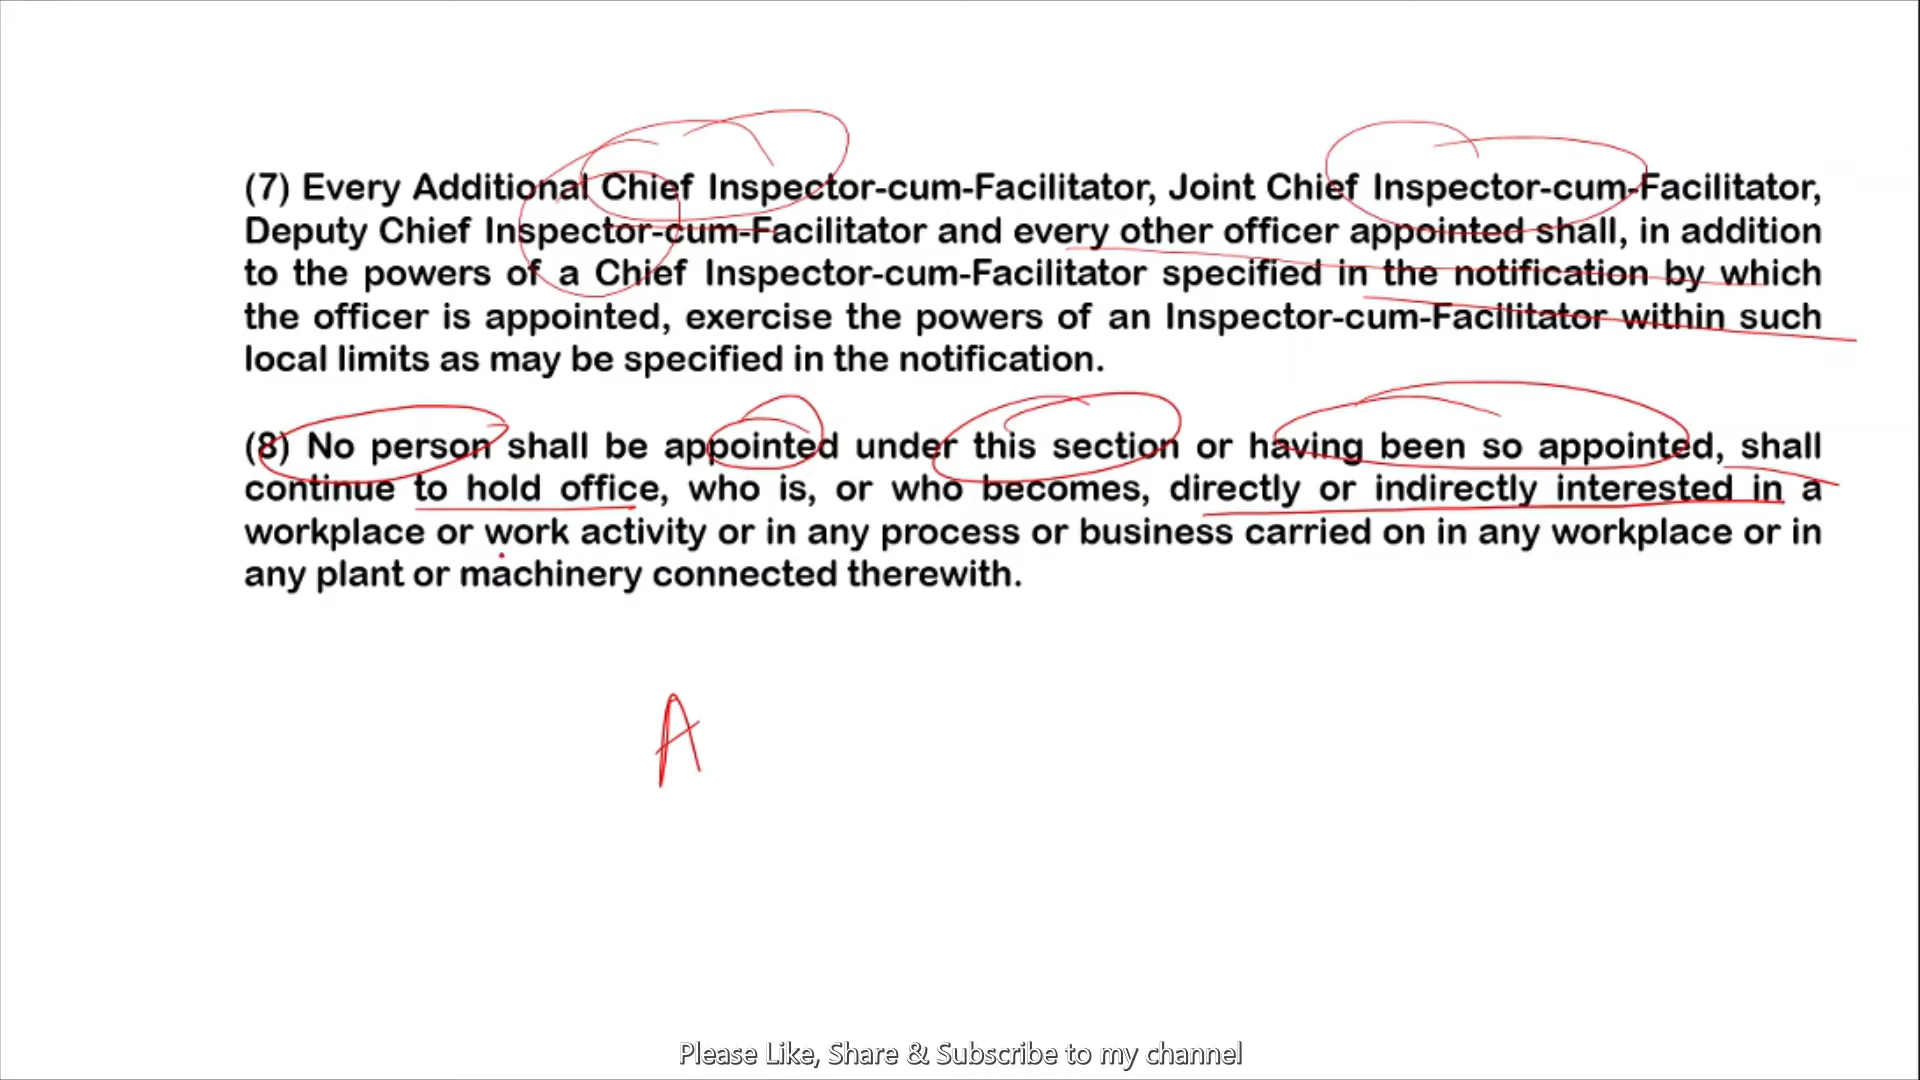 (7) Every Additional Chief Inspector-cum-Facilitator, Joint Chief Inspector-cum-Facilitator,
Deputy Chief Inspector-cum-Facilitator and every other officer appointed shall, in addition
to the powers of a Chief Inspector-cum-Facilitator specified in the notification by which
the officer is appointed, exercise the powers of an Inspector-cum-Facilitator within such
local limits as may be specified in the notification.
(8) No person shall be appointed under this section or having been so appointed, shall
continue to hold office, who is, or who becomes, directly or indirectly interested in a
workplace or work activity or in any process or business carried on in any workplace or in
any plant or machinery connected therewith.
A
Please Like, Share & Subscribe to my channel